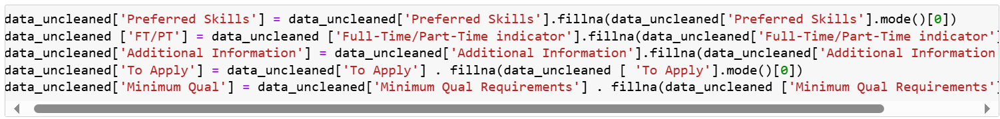 data_uncleaned['Preferred Skills'] = data_uncleaned['Preferred Skills'].fillna(data_uncleaned['Preferred Skills'].mode()[0])
data_uncleaned ['FT/PT'] = data_uncleaned ['Full-Time/Part-Time indicator'].fillna(data_uncleaned ['Full-Time/Part-Time indicator'
data_uncleaned['Additional Information'] = data_uncleaned['Additional Information'].fillna(data_uncleaned['Additional Information
data_uncleaned['To Apply'] = data_uncleaned['To Apply'] . fillna(data_uncleaned [ 'To Apply'].mode()[0])
data_uncleaned['Minimum Qual'] = data_uncleaned['Minimum Qual Requirements'] . fillna(data_uncleaned ['Minimum Qual Requirements']